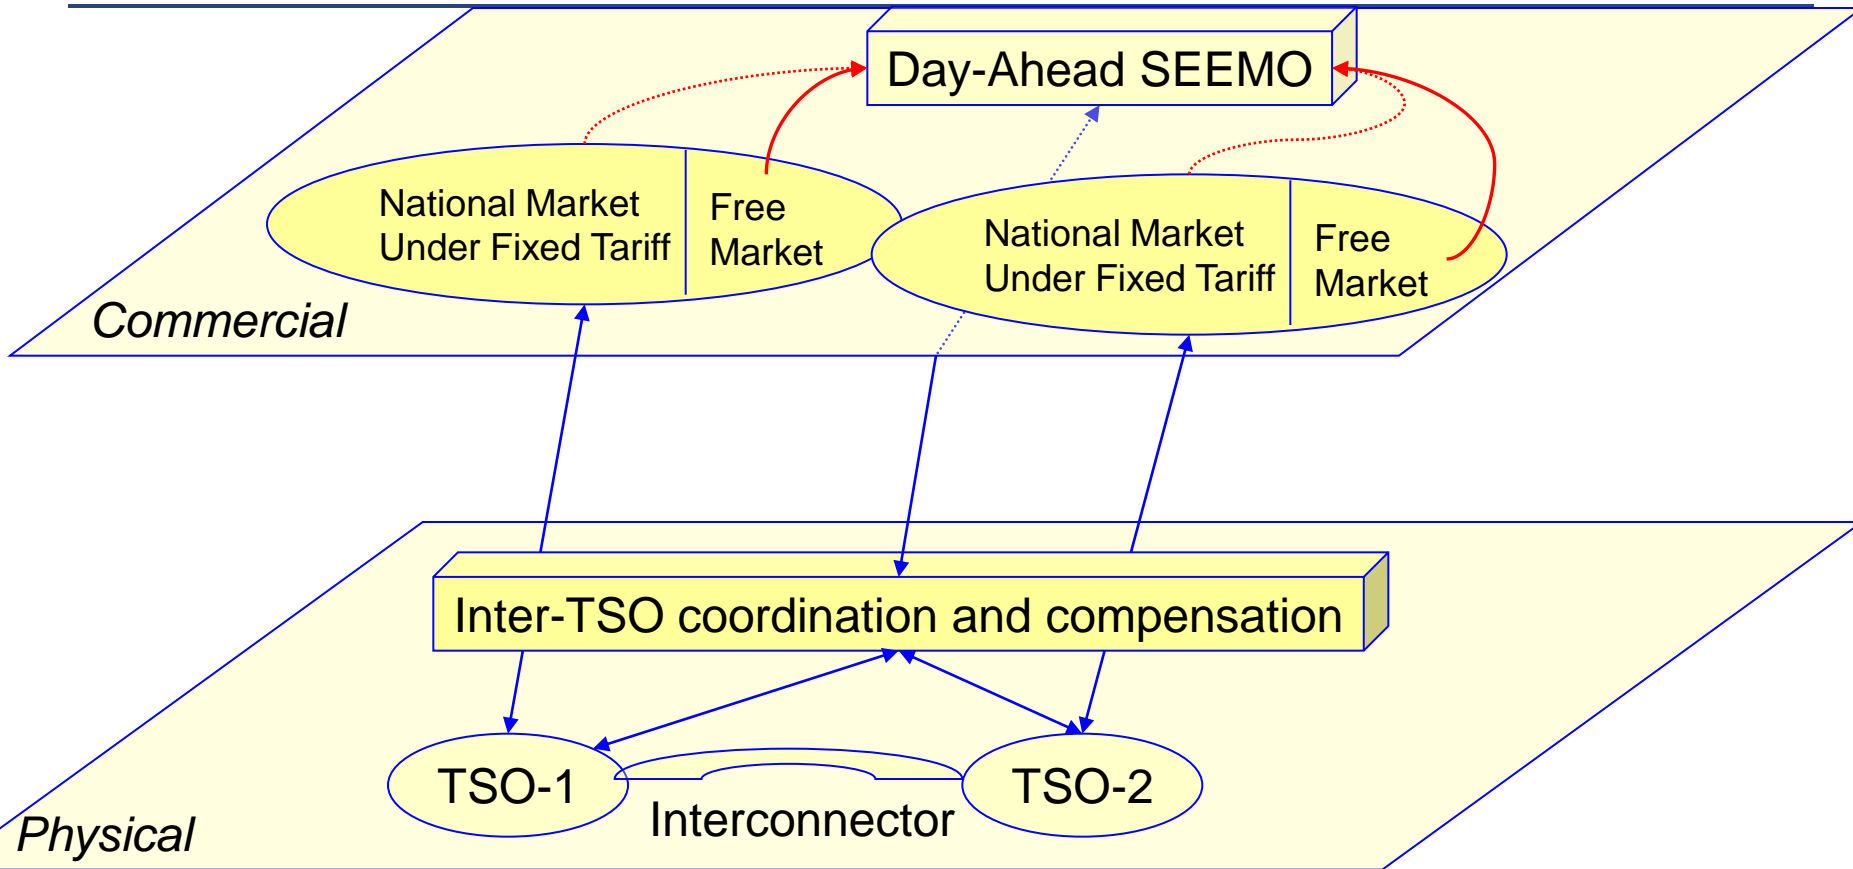 Day-Ahead SEEMO
National Market
Under Fixed Tariff
Free
Market
National Market
Under Fixed Tariff
Free
Market
Commercial
Inter-TSO coordination and compensation
TSO-1
TSO-2
Interconnector
Physical